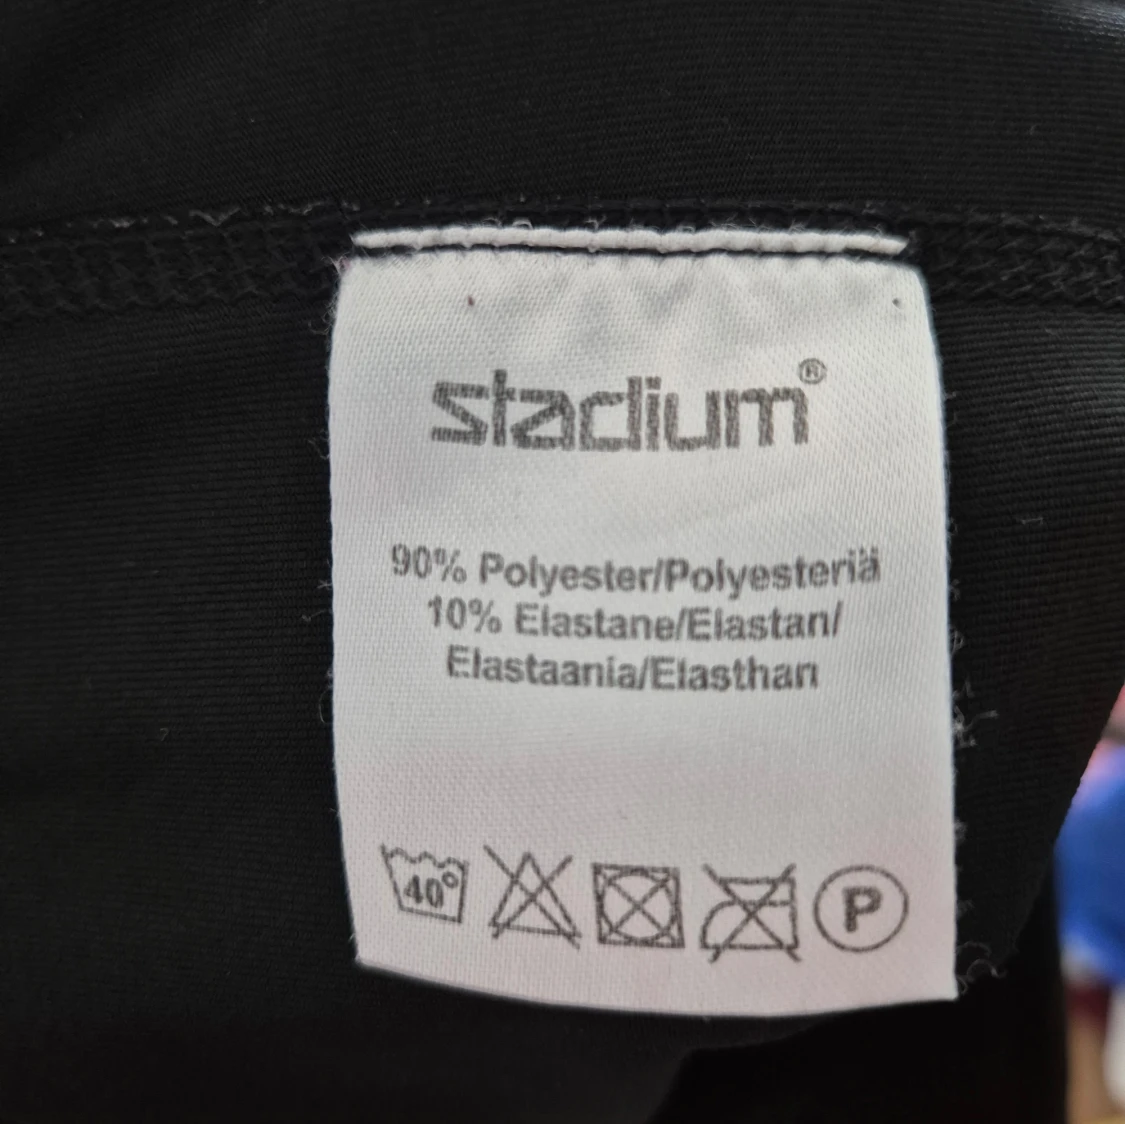 stadium®
90% Polyester/Polyesteriä
10% Elastane/Elastan/
Elastaania/Elasthan
40°
P